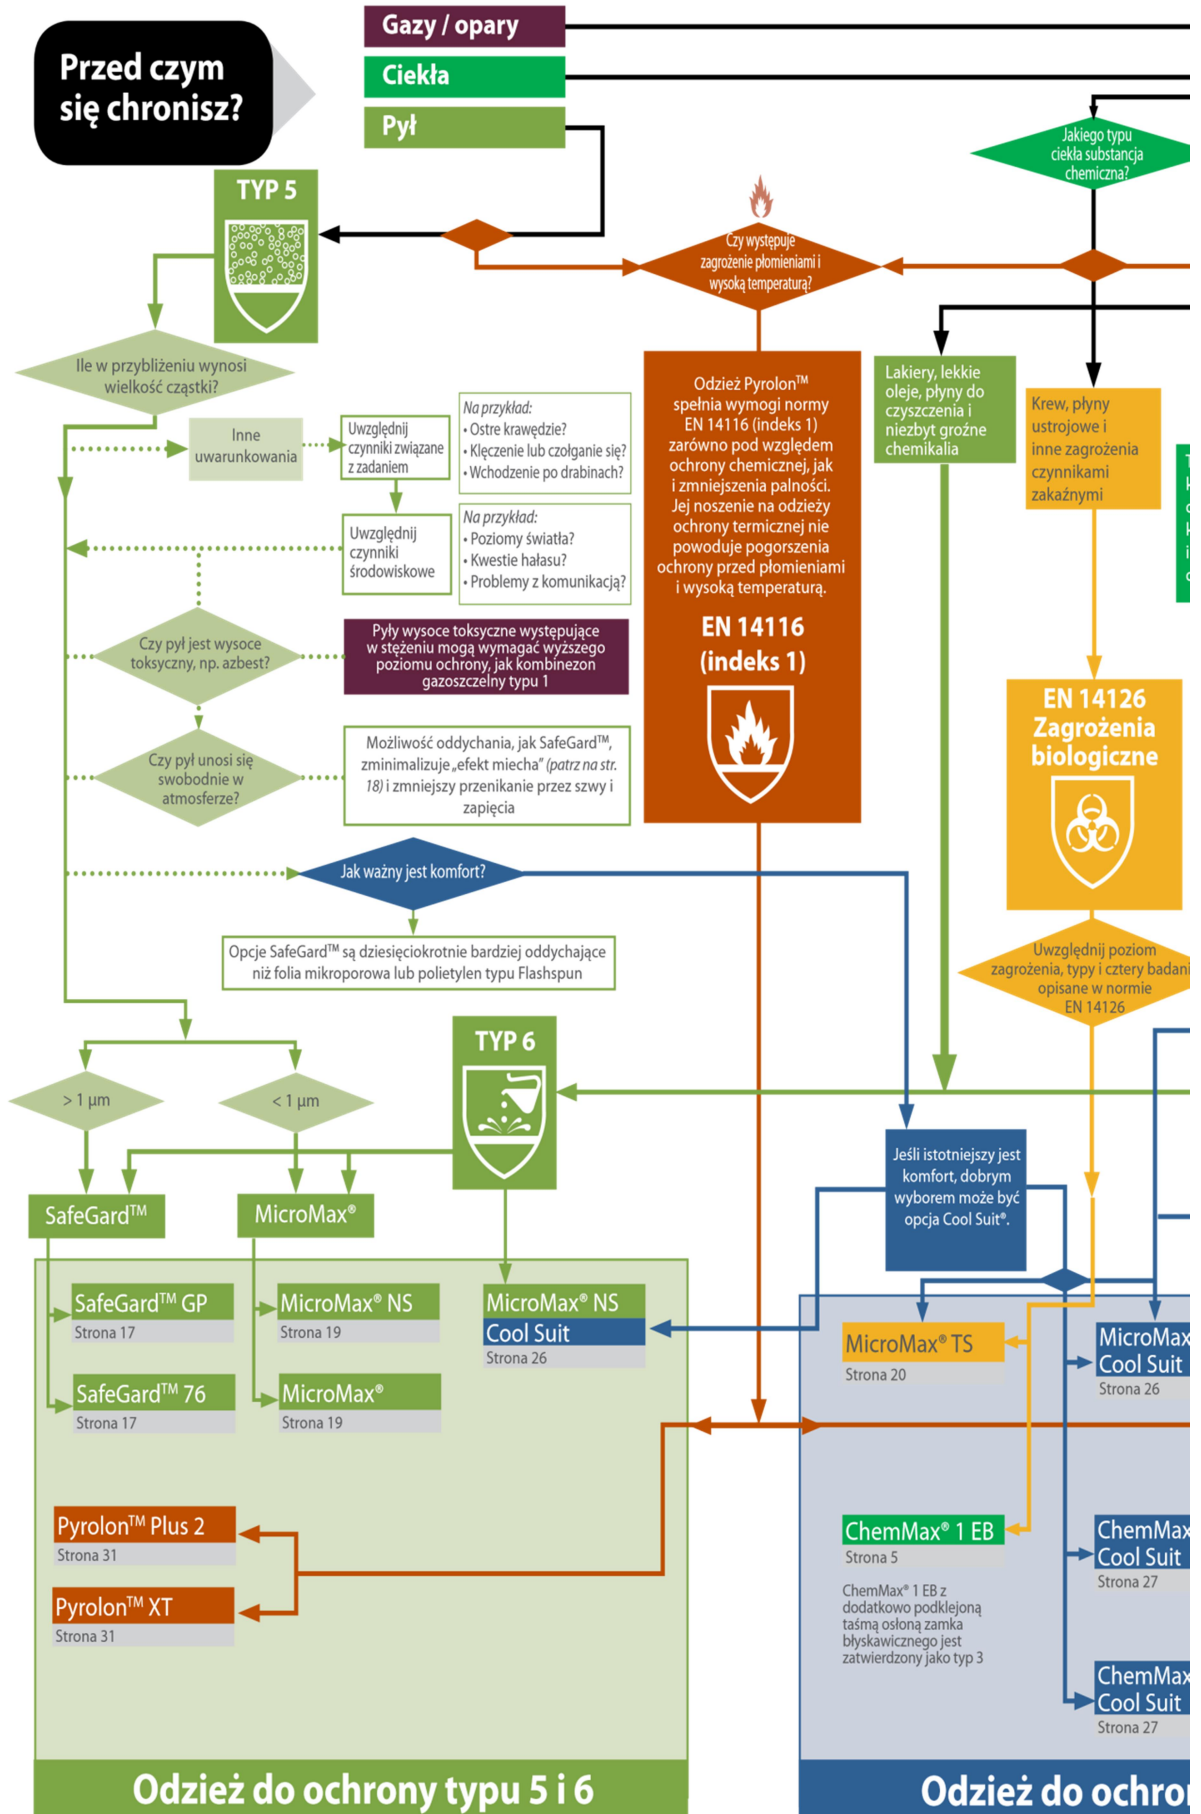 Przed czym
się chronisz?
Gazy / opary
Ciekła
Pył
Jakiego typu
ciekła substancja
chemiczna?
TYP 5
Czy występuje
zagrożenie płomieniami i
wysoką temperaturą?
Ile w przybliżeniu wynosi
wielkość cząstki?
Inne
uwarunkowania
Uwzględnij
czynniki związane
z zadaniem
Na przykład:
• Ostre krawędzie?
• Klęczenie lub czołganie się?
• Wchodzenie po drabinach?
Uwzględnij
czynniki
środowiskowe
Na przykład:
• Poziomy światła?
• Kwestie hałasu?
• Problemy z komunikacją?
Odzież Pyrolon™
spełnia wymogi normy
EN 14116 (indeks 1)
zarówno pod względem
ochrony chemicznej, jak
i zmniejszenia palności.
Jej noszenie na odzieży
ochrony termicznej nie
powoduje pogorszenia
ochrony przed płomieniami
i wysoką temperaturą.
EN 14116
(indeks 1)
Lakiery, lekkie
oleje, płyny do
czyszczenia i
niezbyt groźne
chemikalia
Krew, płyny
ustrojowe i
inne zagrożenia
czynnikami
zakaźnymi
Czy pył jest wysoce
toksyczny, np. azbest?
Pyły wysoce toksyczne występujące
w stężeniu mogą wymagać wyższego
poziomu ochrony, jak kombinezon
gazoszczelny typu 1
Czy pył unosi się
swobodnie w
atmosferze?
Możliwość oddychania, jak SafeGard™,
zminimalizuje „efekt miecha” (patrz na str.
18) i zmniejszy przenikanie przez szwy i
zapięcia
EN 14126
Zagrożenia
biologiczne
Jak ważny jest komfort?
Opcje SafeGard™ są dziesięciokrotnie bardziej oddychające
niż folia mikroporowa lub polietylen typu Flashspun
Uwzględnij poziom
zagrożenia, typy i cztery badani
opisane w normie
EN 14126
TYP 6
> 1 µm
< 1 µm
Jeśli istotniejszy jest
komfort, dobrym
wyborem może być
opcja Cool Suit®.
SafeGard™
MicroMax®
SafeGard™ GP
Strona 17
MicroMax® NS
Strona 19
MicroMax® NS
Cool Suit
Strona 26
SafeGard™ 76
Strona 17
MicroMax®
Strona 19
MicroMax® TS
Strona 20
MicroMax
Cool Suit
Strona 26
Pyrolon™ Plus 2
Strona 31
Pyrolon™ XT
Strona 31
ChemMax® 1 EB
Strona 5
ChemMax® 1 EB z
dodatkowo podklejoną
taśmą osłoną zamka
błyskawicznego jest
zatwierdzony jako typ 3
ChemMax
Cool Suit
Strona 27
ChemMax
Cool Suit
Strona 27
Odzież do ochrony typu 5 i 6
Odzież do ochro